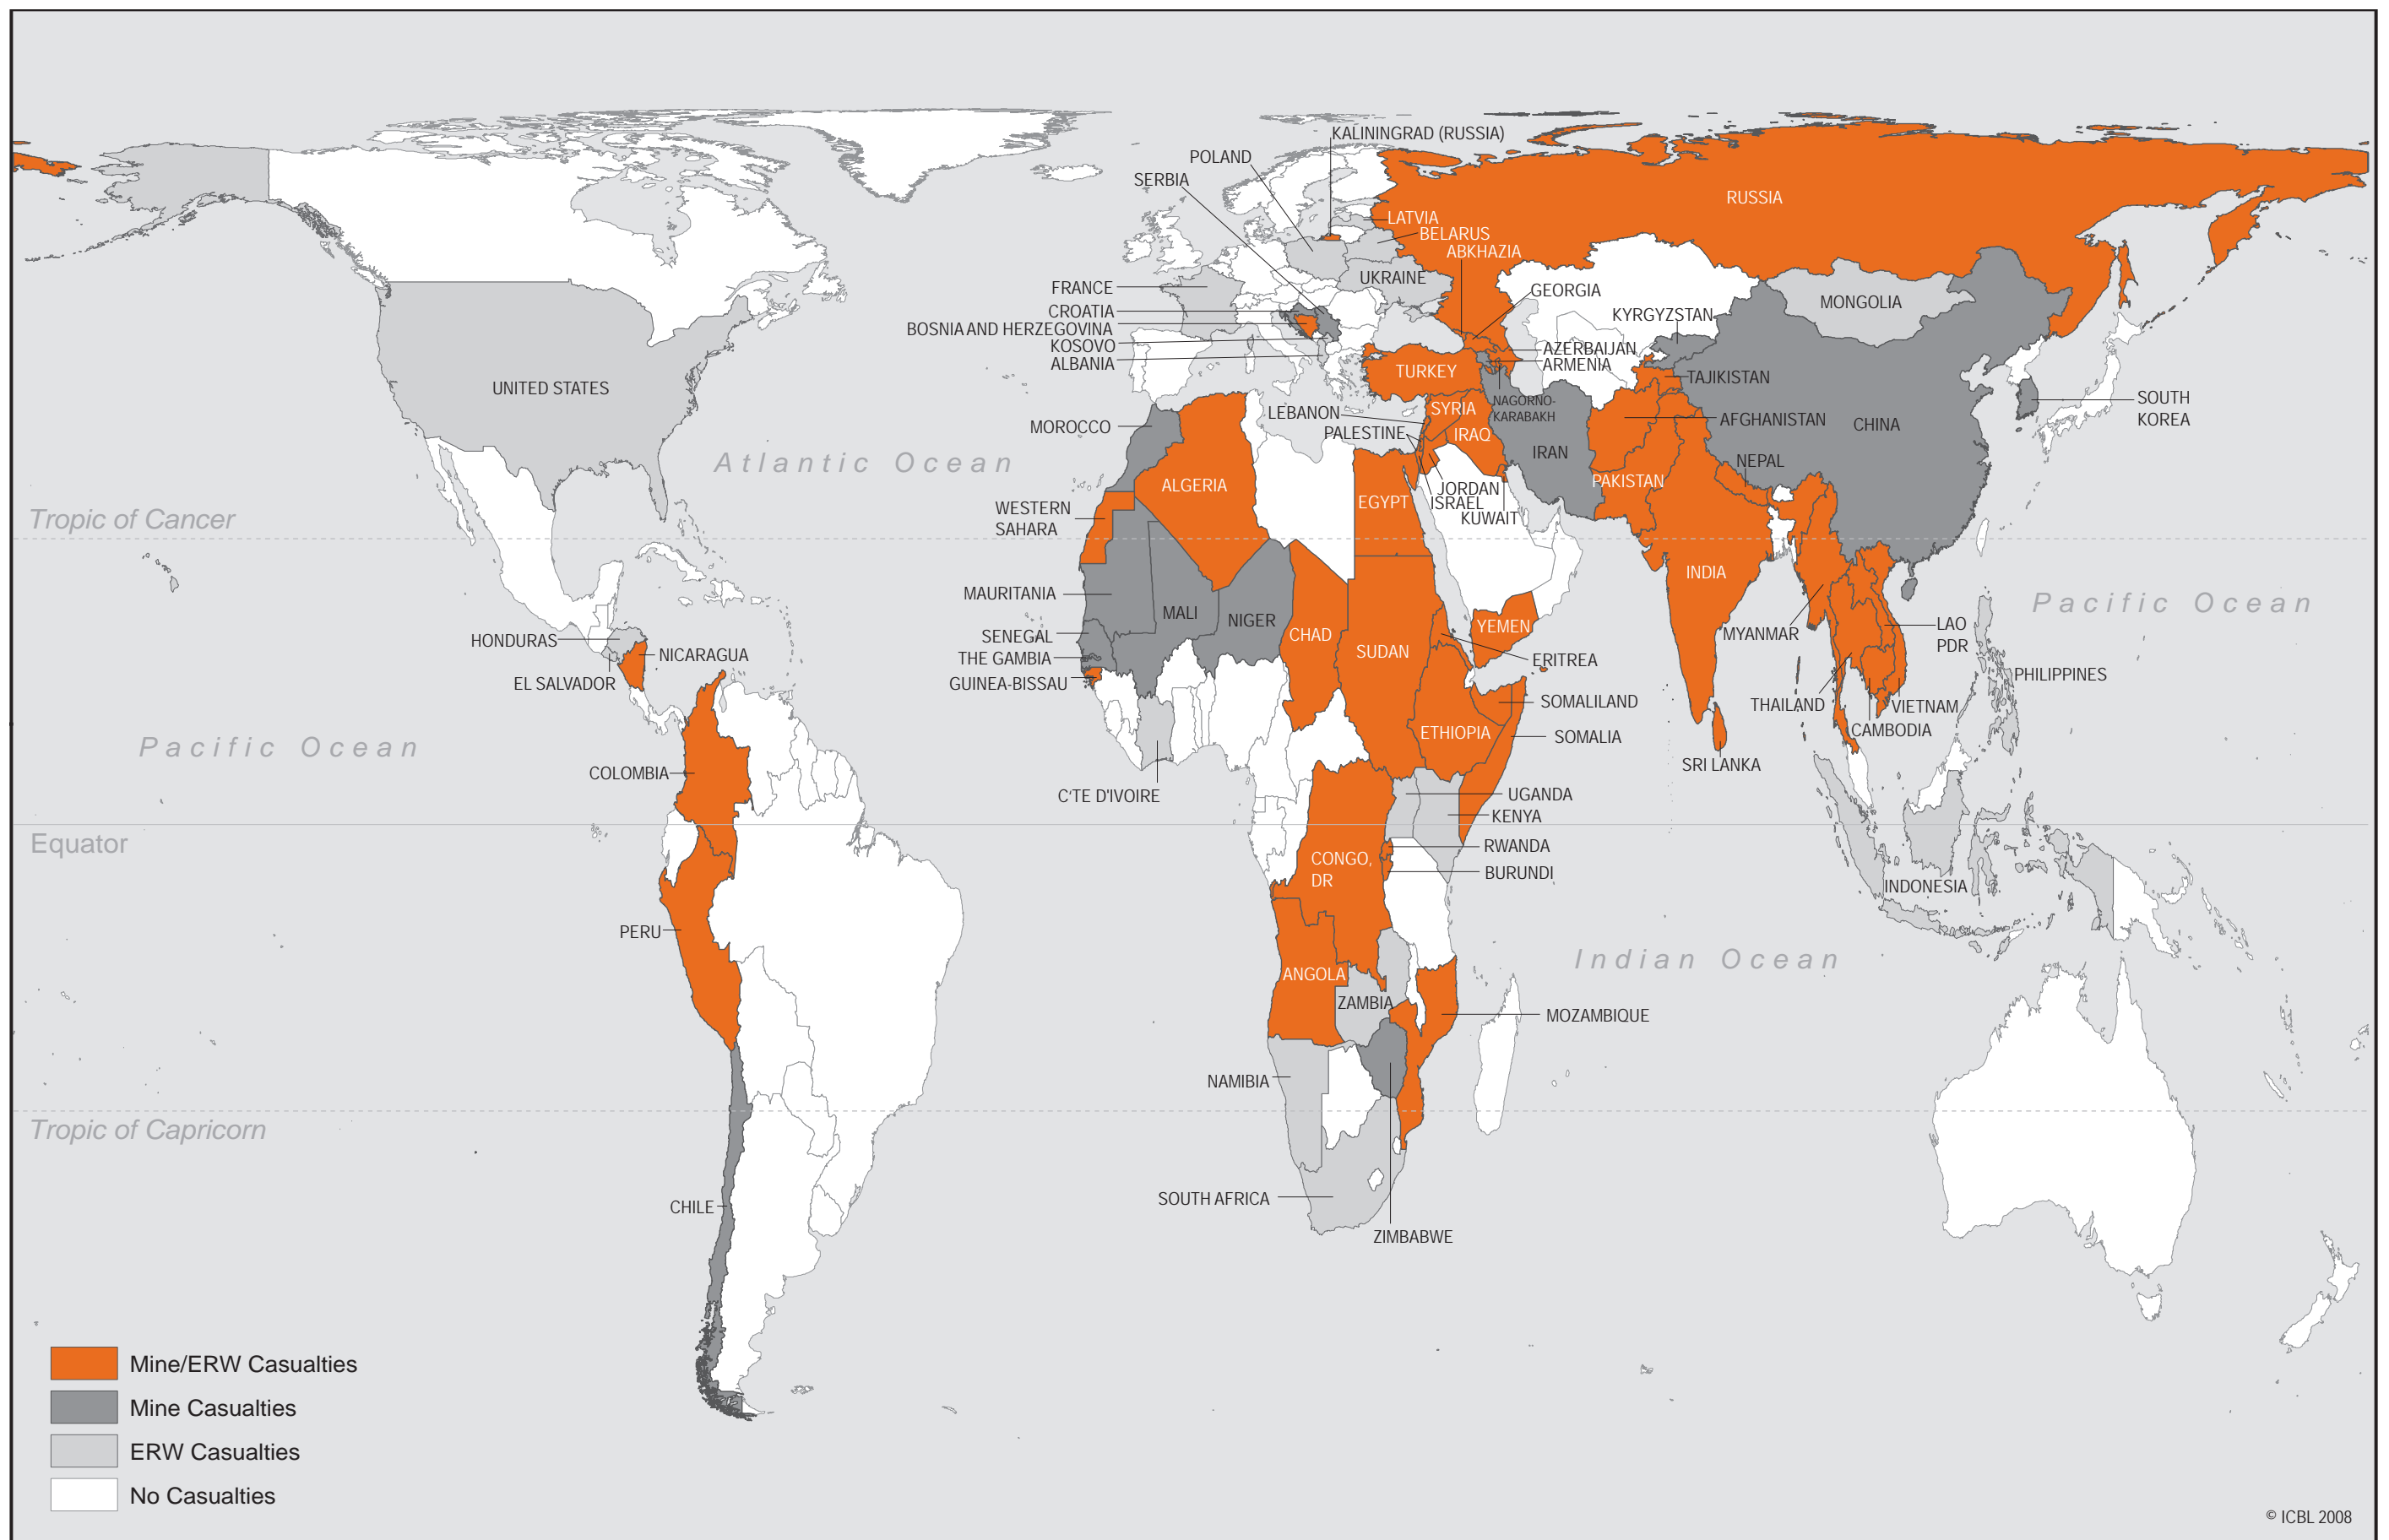 KALININGRAD (RUSSIA)
POLAND
SERBIA
RUSSIA
LATVIA
BELARUS
ABKHAZIA
UKRAINE
FRANCE
GEORGIA
MONGOLIA
CROATIA
KYRGYZSTAN
BOSNIA AND HERZEGOVINA
KOSOVO
AZERBAIJAN
ALBANIA
ARMENIA
TURKEY
TAJIKISTAN
UNITED STATES
NAGORNO-
KARABAKH
SOUTH
KOREA
LEBANON
SYRIA
MOROCCO
AFGHANISTAN
CHINA
PALESTINE
IRAQ
IRAN
Atlantic Ocean
NEPAL
ALGERIA
PAKISTAN
JORDAN
EGYPT
ISRAEL
WESTERN
SAHARA
KUWAIT
Tropic of Cancer
INDIA
MAURITANIA
Pacific Ocean
MALI
NIGER
YEMEN
LAO
PDR
MYANMAR
SENEGAL
CHAD
HONDURAS
NICARAGUA
SUDAN
THE GAMBIA
ERITREA
PHILIPPINES
EL SALVADOR
GUINEA-BISSAU
SOMALILAND
THAILAND
VIETNAM
ETHIOPIA
CAMBODIA
SOMALIA
Pacific Ocean
SRI LANKA
COLOMBIA
C'TE D'IVOIRE
UGANDA
KENYA
Equator
RWANDA
CONGO,
DR
BURUNDI
INDONESIA
PERU
Indian Ocean
ANGOLA
ZAMBIA
MOZAMBIQUE
NAMIBIA
Tropic of Capricorn
SOUTH AFRICA
CHILE
ZIMBABWE
Mine/ERW Casualties
Mine Casualties
ERW Casualties
No Casualties
© ICBL 2008